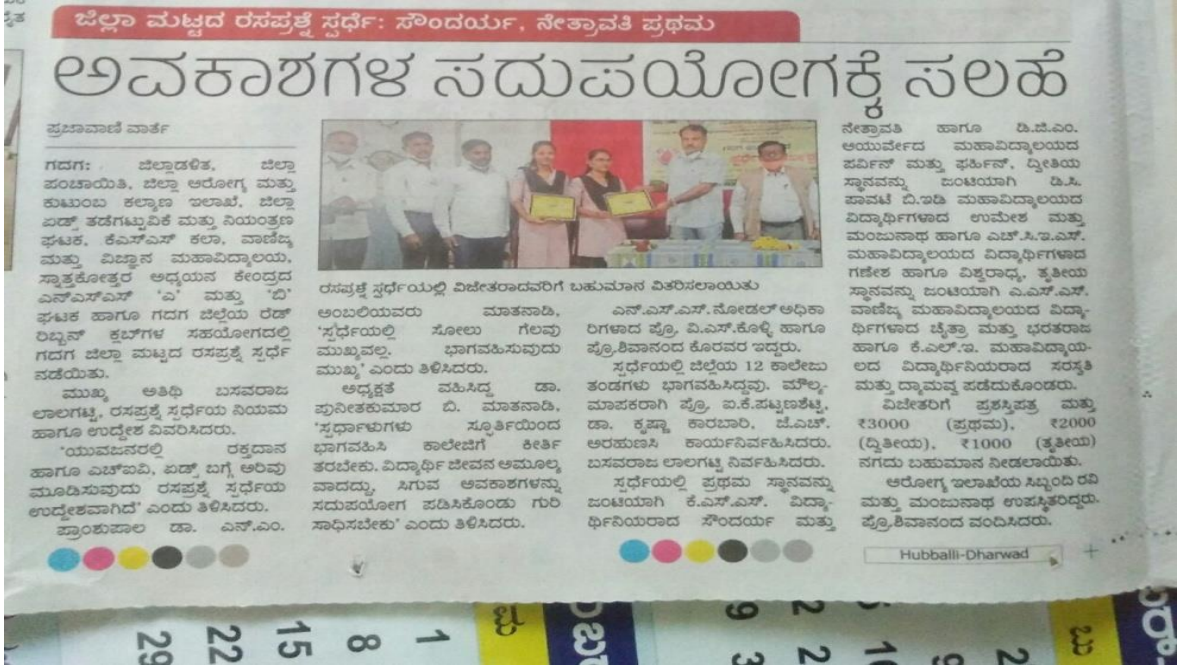 ಜಿಲ್ಲಾ ಮಟ್ಟದ ರಸಪ್ರಶ್ನೆ ಸ್ಪರ್ಧೆ: ಸೌಂದರ್ಯ, ನೇತ್ರಾವತಿ ಪ್ರಥಮ
ಅವಕಾಶಗಳ ಸದುಪಯೋಗಕ್ಕೆ ಸಲಹೆ
ಪ್ರಜಾವಾಣಿ ವಾರ್ತೆ
ಗದಗ: ಜಿಲ್ಲಾಡಳಿತ, ಜಿಲ್ಲಾ
ಪಂಚಾಯಿತಿ, ಜಿಲ್ಲಾ ಆರೋಗ್ಯ ಮತ್ತು
ಕುಟುಂಬ ಕಲ್ಯಾಣ ಇಲಾಖೆ, ಜಿಲ್ಲಾ
ಏಡ್ಸ್ ತಡೆಗಟ್ಟುವಿಕೆ ಮತ್ತು ನಿಯಂತ್ರಣ
ಘಟಕ, ಕೆಎಸ್‌ಎಸ್ ಕಲಾ, ವಾಣಿಜ್ಯ
ಮತ್ತು ವಿಜ್ಞಾನ ಮಹಾವಿದ್ಯಾಲಯ,
ಸ್ನಾತ್ತಕೋತ್ತರ ಅಧ್ಯಯನ ಕೇಂದ್ರದ
ಎನ್‌ಎಸ್‌ಎಸ್ ‘ಎ’ ಮತ್ತು ‘ಬಿ’
ಘಟಕ ಹಾಗೂ ಗದಗ ಜಿಲ್ಲೆಯ ರೆಡ್
ರಿಬ್ಬನ್ ಕ್ಲಬ್‌ಗಳ ಸಹಯೋಗದಲ್ಲಿ
ಗದಗ ಜಿಲ್ಲಾ ಮಟ್ಟದ ರಸಪ್ರಶ್ನೆ ಸ್ಪರ್ಧೆ
ನಡೆಯಿತು.
ಮುಖ್ಯ ಅತಿಥಿ ಬಸವರಾಜ
ಲಾಲಗಟ್ಟಿ, ರಸಪ್ರಶ್ನೆ ಸ್ಪರ್ಧೆಯ ನಿಯಮ
ಹಾಗೂ ಉದ್ದೇಶ ವಿವರಿಸಿದರು.
‘ಯುವಜನರಲ್ಲಿ ರಕ್ತದಾನ
ಹಾಗೂ ಎಚ್‌ಐವಿ, ಏಡ್ಸ್ ಬಗ್ಗೆ ಅರಿವು
ಮೂಡಿಸುವುದು ರಸಪ್ರಶ್ನೆ ಸ್ಪರ್ಧೆಯ
ಉದ್ದೇಶವಾಗಿದೆ’ ಎಂದು ತಿಳಿಸಿದರು.
ಪ್ರಾಂಶುಪಾಲ ಡಾ. ಎನ್.ಎಂ.
ರಸಪ್ರಶ್ನೆ ಸ್ಪರ್ಧೆಯಲ್ಲಿ ವಿಜೇತರಾದವರಿಗೆ ಬಹುಮಾನ ವಿತರಿಸಲಾಯಿತು
ಅಂಬಲಿಯವರು ಮಾತನಾಡಿ,
‘ಸ್ಪರ್ಧೆಯಲ್ಲಿ ಸೋಲು ಗೆಲವು
ಮುಖ್ಯವಲ್ಲ. ಭಾಗವಹಿಸುವುದು
ಮುಖ್ಯ’ ಎಂದು ತಿಳಿಸಿದರು.
ಅಧ್ಯಕ್ಷತೆ ವಹಿಸಿದ್ದ ಡಾ.
ಪುನೀತಕುಮಾರ ಬಿ. ಮಾತನಾಡಿ,
‘ಸ್ಪರ್ಧಾಳುಗಳು ಸ್ಫೂರ್ತಿಯಿಂದ
ಭಾಗವಹಿಸಿ ಕಾಲೇಜಿಗೆ ಕೀರ್ತಿ
ತರಬೇಕು. ವಿದ್ಯಾರ್ಥಿ ಜೀವನ ಅಮೂಲ್ಯ
ವಾದದ್ದು, ಸಿಗುವ ಅವಕಾಶಗಳನ್ನು
ಸದುಪಯೋಗ ಪಡಿಸಿಕೊಂಡು ಗುರಿ
ಸಾಧಿಸಬೇಕು’ ಎಂದು ತಿಳಿಸಿದರು.
ಎನ್.ಎಸ್.ಎಸ್. ನೋಡಲ್ ಅಧಿಕಾ
ರಿಗಳಾದ ಪ್ರೊ. ವಿ.ಎಸ್.ಕೊಳ್ಳಿ ಹಾಗೂ
ಪ್ರೊ.ಶಿವಾನಂದ ಕೊರವರ ಇದ್ದರು.
ಸ್ಪರ್ಧೆಯಲ್ಲಿ ಜಿಲ್ಲೆಯ 12 ಕಾಲೇಜು
ತಂಡಗಳು ಭಾಗವಹಿಸಿದ್ದವು. ಮೌಲ್ಯ-
ಮಾಪಕರಾಗಿ ಪ್ರೊ. ಐ.ಕೆ.ಪಟ್ಟಣಶೆಟ್ಟಿ,
ಡಾ. ಕೃಷ್ಣಾ ಕಾರಬಾರಿ, ಜೆ.ಎಚ್.
ಅರಹುಣಸಿ ಕಾರ್ಯನಿರ್ವಹಿಸಿದರು.
ಬಸವರಾಜ ಲಾಲಗಟ್ಟಿ ನಿರ್ವಹಿಸಿದರು.
ಸ್ಪರ್ಧೆಯಲ್ಲಿ ಪ್ರಥಮ ಸ್ಥಾನವನ್ನು
ಜಂಟಿಯಾಗಿ ಕೆ.ಎಸ್.ಎಸ್. ವಿದ್ಯಾ-
ರ್ಥಿನಿಯರಾದ ಸೌಂದರ್ಯ ಮತ್ತು
ನೇತ್ರಾವತಿ ಹಾಗೂ ಡಿ.ಜಿ.ಎಂ.
ಆಯುರ್ವೇದ ಮಹಾವಿದ್ಯಾಲಯದ
ಪರ್ವಿನ್ ಮತ್ತು ಫರ್ಹಿನ್, ದ್ವಿತೀಯ
ಸ್ಥಾನವನ್ನು ಜಂಟಿಯಾಗಿ ಡಿ.ಸಿ.
ಪಾವಟೆ ಬಿ.ಇಡಿ ಮಹಾವಿದ್ಯಾಲಯದ
ವಿದ್ಯಾರ್ಥಿಗಳಾದ ಉಮೇಶ ಮತ್ತು
ಮಂಜುನಾಥ ಹಾಗೂ ಎಚ್.ಸಿ.ಇ.ಎಸ್.
ಮಹಾವಿದ್ಯಾಲಯದ ವಿದ್ಯಾರ್ಥಿಗಳಾದ
ಗಣೇಶ ಹಾಗೂ ವಿಶ್ವರಾಧ್ಯ, ತೃತೀಯ
ಸ್ಥಾನವನ್ನು ಜಂಟಿಯಾಗಿ ಎ.ಎಸ್.ಎಸ್.
ವಾಣಿಜ್ಯ ಮಹಾವಿದ್ಯಾಲಯದ ವಿದ್ಯಾ-
ರ್ಥಿಗಳಾದ ಚೈತ್ರಾ ಮತ್ತು ಭರತರಾಜ
ಹಾಗೂ ಕೆ.ಎಲ್.ಇ. ಮಹಾವಿದ್ಯಾಯ-
ಲದ ವಿದ್ಯಾರ್ಥಿನಿಯರಾದ ಸರಸ್ವತಿ
ಮತ್ತು ದ್ಯಾಮವ್ವ ಪಡೆದುಕೊಂಡರು.
ವಿಜೇತರಿಗೆ ಪ್ರಶಸ್ತಿಪತ್ರ ಮತ್ತು
₹3000 (ಪ್ರಥಮ), ₹2000
(ದ್ವಿತೀಯ), ₹1000 (ತೃತೀಯ)
ನಗದು ಬಹುಮಾನ ನೀಡಲಾಯಿತು.
ಆರೋಗ್ಯ ಇಲಾಖೆಯ ಸಿಬ್ಬಂದಿ ರವಿ
ಮತ್ತು ಮಂಜುನಾಥ ಉಪಸ್ಥಿತರಿದ್ದರು.
ಪ್ರೊ.ಶಿವಾನಂದ ವಂದಿಸಿದರು.
Hubballi-Dharwad
29 22 15 8 1
9 2